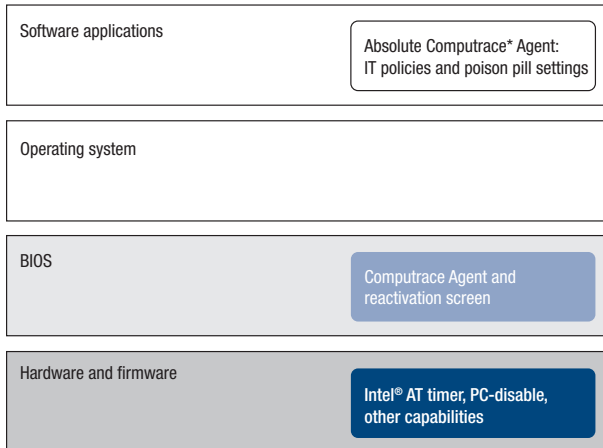 Software applications
Absolute Computrace* Agent:
IT policies and poison pill settings
Operating system
BIOS
Computrace Agent and
reactivation screen
Hardware and firmware
Intel® AT timer, PC-disable,
other capabilities